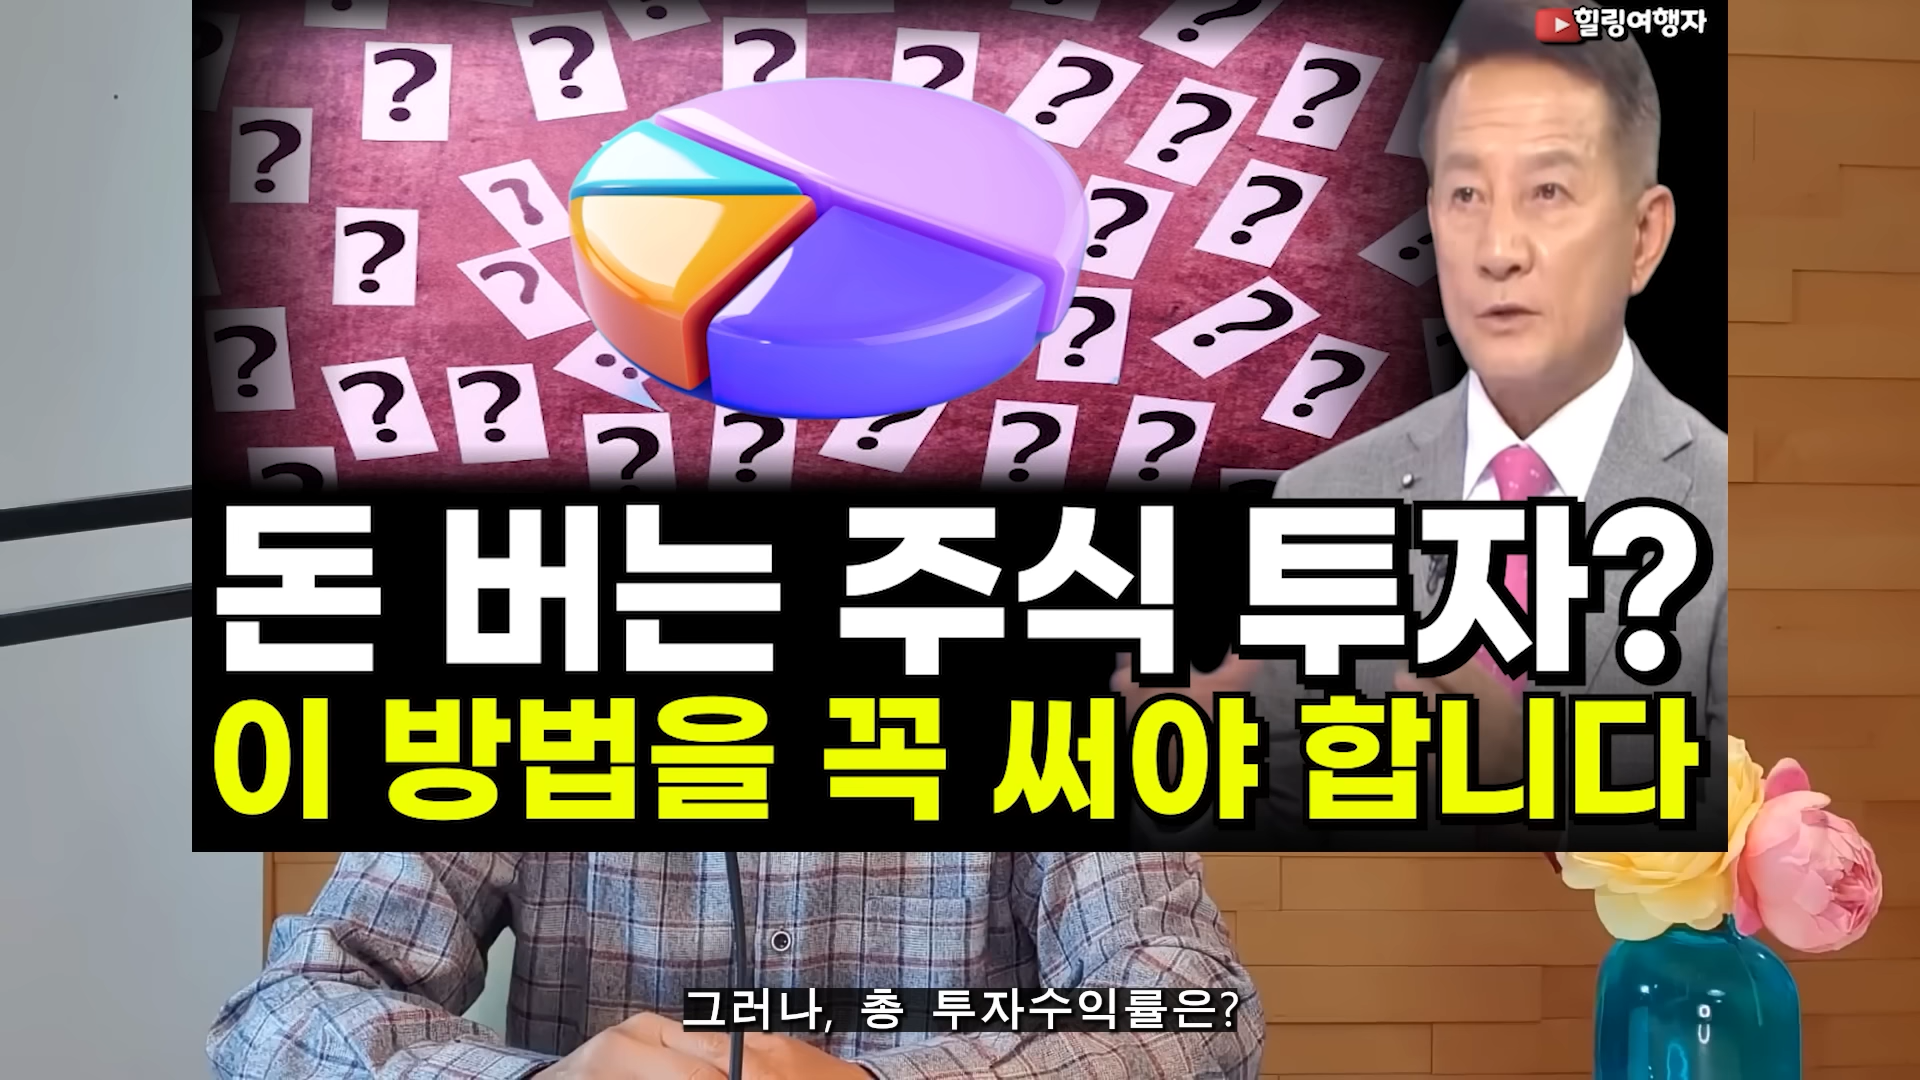 힐링여행자
? ? ? ? ? ? ?
? ? ? ? ?
? ? ? ?
? ? ? ? ?
? ? ? ? ? ?
돈 버는 주식 투자?
이 방법을 꼭 써야 합니다
그러나, 총 투자수익률은?